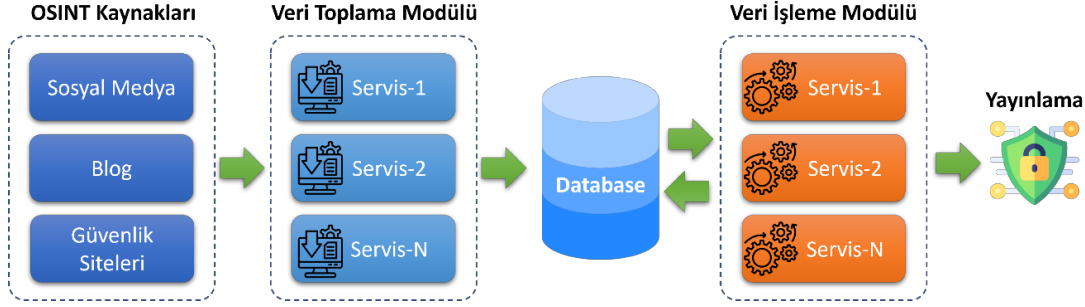 OSINT Kaynakları
Sosyal Medya
Blog
Güvenlik
Siteleri
Veri Toplama Modülü
Servis-1
Servis-2
Servis-N
Database
Veri İşleme Modülü
Servis-1
Servis-2
Servis-N
Yayınlama